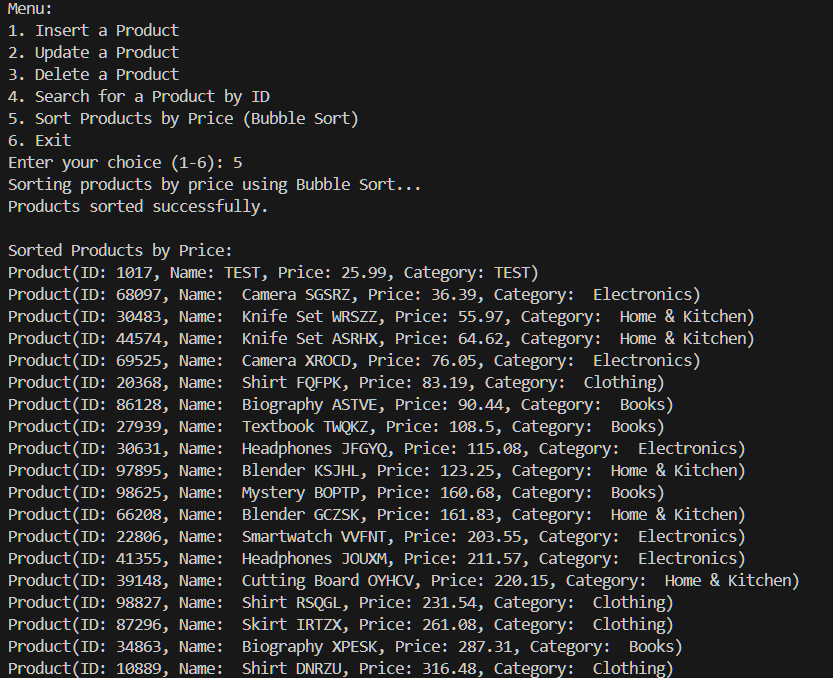 Menu:
1. Insert a Product
2. Update a Product
3. Delete a Product
4. Search for a Product by ID
5. Sort Products by Price (Bubble Sort)
6. Exit
Enter your choice (1-6): 5
Sorting products by price using Bubble Sort...
Products sorted successfully.

Sorted Products by Price:
Product(ID: 1017, Name: TEST, Price: 25.99, Category: TEST)
Product(ID: 68097, Name:  Camera SGSRZ, Price: 36.39, Category:  Electronics)
Product(ID: 30483, Name:  Knife Set WRSZZ, Price: 55.97, Category:  Home & Kitchen)
Product(ID: 44574, Name:  Knife Set ASRHX, Price: 64.62, Category:  Home & Kitchen)
Product(ID: 69525, Name:  Camera XROCD, Price: 76.05, Category:  Electronics)
Product(ID: 20368, Name:  Shirt FQFPK, Price: 83.19, Category:  Clothing)
Product(ID: 86128, Name:  Biography ASTVE, Price: 90.44, Category:  Books)
Product(ID: 27939, Name:  Textbook TWQKZ, Price: 108.5, Category:  Books)
Product(ID: 30631, Name:  Headphones JFGYQ, Price: 115.08, Category:  Electronics)
Product(ID: 97895, Name:  Blender KSJHL, Price: 123.25, Category:  Home & Kitchen)
Product(ID: 98625, Name:  Mystery BOPTP, Price: 160.68, Category:  Books)
Product(ID: 66208, Name:  Blender GCZSK, Price: 161.83, Category:  Home & Kitchen)
Product(ID: 22806, Name:  Smartwatch VVFNT, Price: 203.55, Category:  Electronics)
Product(ID: 41355, Name:  Headphones JOUXM, Price: 211.57, Category:  Electronics)
Product(ID: 39148, Name:  Cutting Board OYHCV, Price: 220.15, Category:  Home & Kitchen)
Product(ID: 98827, Name:  Shirt RSQGL, Price: 231.54, Category:  Clothing)
Product(ID: 87296, Name:  Skirt IRTZX, Price: 261.08, Category:  Clothing)
Product(ID: 34863, Name:  Biography XPESK, Price: 287.31, Category:  Books)
Product(ID: 10889, Name:  Shirt DNRZU, Price: 316.48, Category:  Clothing)